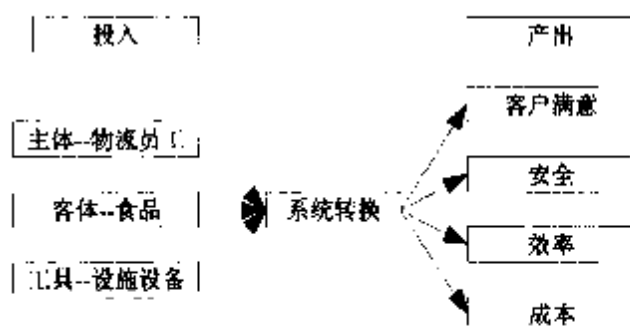 投入
产出
客户满意
主体--物流员工
安全
客体--食品
系统转换
效率
工具--设施设备
成本